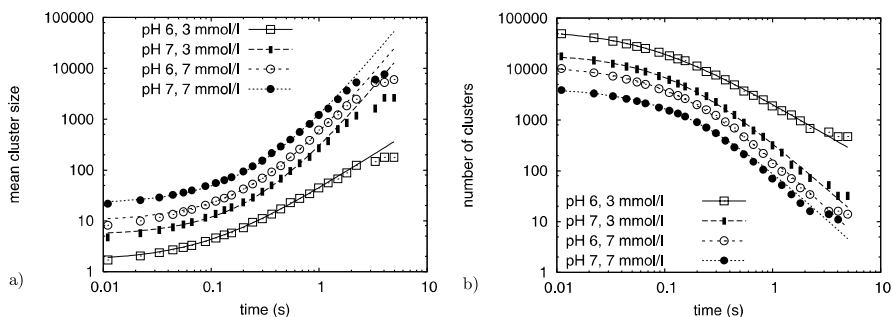 100000
10000
1000
100
10
1
mean cluster size
pH 6, 3 mmol/l
pH 7, 3 mmol/l
pH 6, 7 mmol/l
pH 7, 7 mmol/l
0.01
0.1
1
10
time (s)
a)
100000
10000
1000
100
10
1
number of clusters
pH 6, 3 mmol/l
pH 7, 3 mmol/l
pH 6, 7 mmol/l
pH 7, 7 mmol/l
0.01
0.1
1
10
time (s)
b)